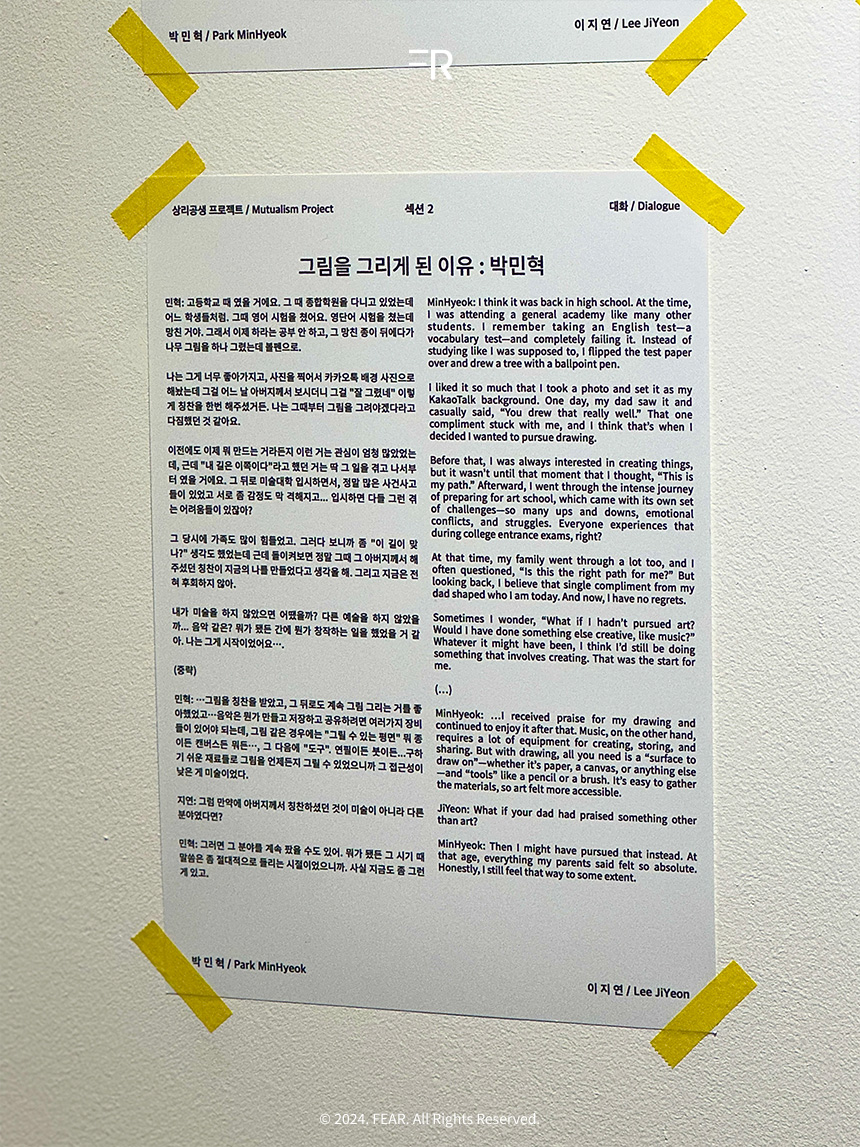 박 민 혁 / Park MinHyeok
이 지 연 / Lee JiYeon
FR
상리공생 프로젝트 / Mutualism Project
섹션 2
대화 / Dialogue
그림을 그리게 된 이유 : 박민혁
민혁: 고등학교 때 였을 거예요. 그 때 종합학원을 다니고 있었는데
어느 학생들처럼. 그때 영어 시험을 쳤어요. 영단어 시험을 쳤는데
망친 거야. 그래서 이제 하라는 공부 안 하고, 그 망친 종이 뒤에다가
나무 그림을 하나 그렸는데 볼펜으로.
나는 그게 너무 좋아가지고, 사진을 찍어서 카카오톡 배경 사진으로
해놨는데 그걸 어느 날 아버지께서 보시더니 그걸 "잘 그렸네" 이렇
게 칭찬을 한번 해주셨거든. 나는 그때부터 그림을 그려야겠다라고
다짐했던 것 같아요.
이전에도 이제 뭐 만드는 거라든지 이런 거는 관심이 엄청 많았었는
데, 근데 "내 길은 이쪽이다"라고 했던 거는 딱 그 일을 겪고 나서부
터 였을 거에요. 그 뒤로 미술대학 입시하면서, 정말 많은 사건사고
들이 있었고 서로 좀 감정도 막 격해지고... 입시하면 다들 그런 겪
는 어려움들이 있잖아?
그 당시에 가족도 많이 힘들었고. 그러다 보니까 좀 "이 길이 맞
나?" 생각도 했었는데 근데 돌이켜보면 정말 그때 그 아버지께서 해
주셨던 칭찬이 지금의 나를 만들었다고 생각을 해. 그리고 지금은 전
혀 후회하지 않아.
내가 미술을 하지 않았으면 어땠을까? 다른 예술을 하지 않았을
까... 음악 같은? 뭐가 됐든 간에 뭔가 창작하는 일을 했었을 거 같
아. 나는 그게 시작이었어요….
(중략)
민혁: …그림을 칭찬을 받았고, 그 뒤로도 계속 그림 그리는 거를 좋
아했었고…음악은 뭔가 만들고 저장하고 공유하려면 여러가지 장비
들이 있어야 되는데, 그림 같은 경우에는 "그릴 수 있는 평면" 뭐 종
이든 캔버스든 뭐든…, 그 다음에 "도구". 연필이든 붓이든...구하
기 쉬운 재료들로 그림을 언제든지 그릴 수 있었으니까 그 접근성이
낮은 게 미술이었다.
지연: 그럼 만약에 아버지께서 칭찬하셨던 것이 미술이 아니라 다른
분야였다면?
민혁: 그러면 그 분야를 계속 팠을 수도 있어. 뭐가 됐든 그 시기 때
말씀은 좀 절대적으로 들리는 시절이었으니까. 사실 지금도 좀 그런
게 있고.
MinHyeok: I think it was back in high school. At the time,
I was attending a general academy like many other
students. I remember taking an English test—a
vocabulary test—and completely failing it. Instead of
studying like I was supposed to, I flipped the test paper
over and drew a tree with a ballpoint pen.
I liked it so much that I took a photo and set it as my
KakaoTalk background. One day, my dad saw it and
casually said, “You drew that really well.” That one
compliment stuck with me, and I think that’s when I
decided I wanted to pursue drawing.
Before that, I was always interested in creating things,
but it wasn’t until that moment that I thought, “This is
my path.” Afterward, I went through the intense journey
of preparing for art school, which came with its own set
of challenges—so many ups and downs, emotional
conflicts, and struggles. Everyone experiences that
during college entrance exams, right?
At that time, my family went through a lot too, and I
often questioned, “Is this the right path for me?” But
looking back, I believe that single compliment from my
dad shaped who I am today. And now, I have no regrets.
Sometimes I wonder, “What if I hadn’t pursued art?
Would I have done something else creative, like music?”
Whatever it might have been, I think I’d still be doing
something that involves creating. That was the start for
me.
(...)
MinHyeok: ...I received praise for my drawing and
continued to enjoy it after that. Music, on the other hand,
requires a lot of equipment for creating, storing, and
sharing. But with drawing, all you need is a “surface to
draw on”—whether it’s paper, a canvas, or anything else
—and “tools” like a pencil or a brush. It’s easy to gather
the materials, so art felt more accessible.
JiYeon: What if your dad had praised something other
than art?
MinHyeok: Then I might have pursued that instead. At
that age, everything my parents said felt so absolute.
Honestly, I still feel that way to some extent.
박 민 혁 / Park MinHyeok
이 지 연 / Lee JiYeon
© 2024. FEAR. All Rights Reserved.